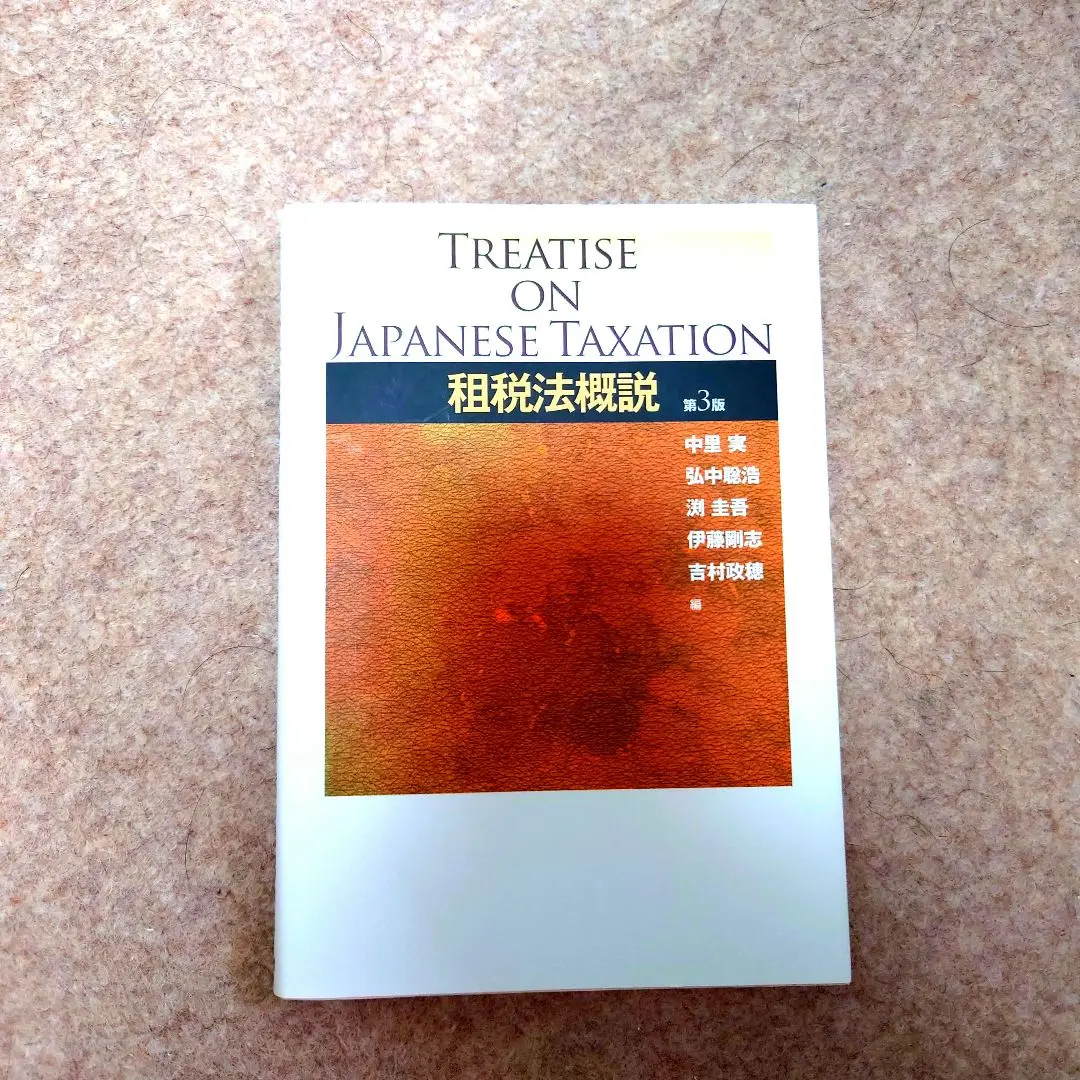 TREATISE
ON
JAPANESE TAXATION
租税法概説 第3版
中里 実
弘中聡浩
渕 圭吾
伊藤剛志
吉村政穂
編